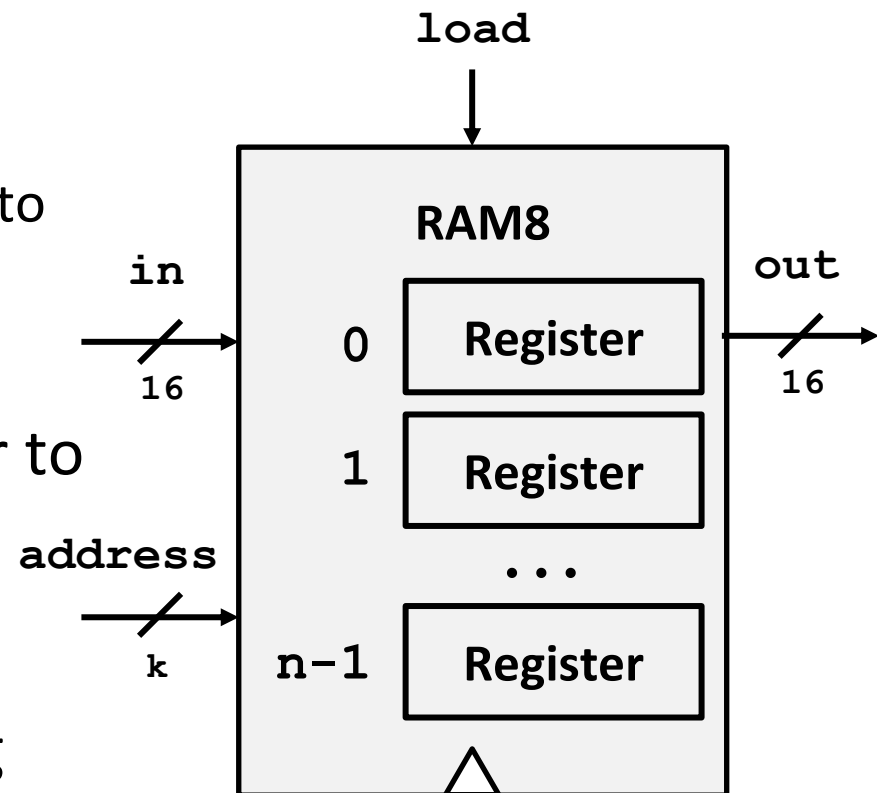 load
to
RAM8
in
out
0
Register
16
16
r to
1
Register
address
...
k
n-1
Register
g